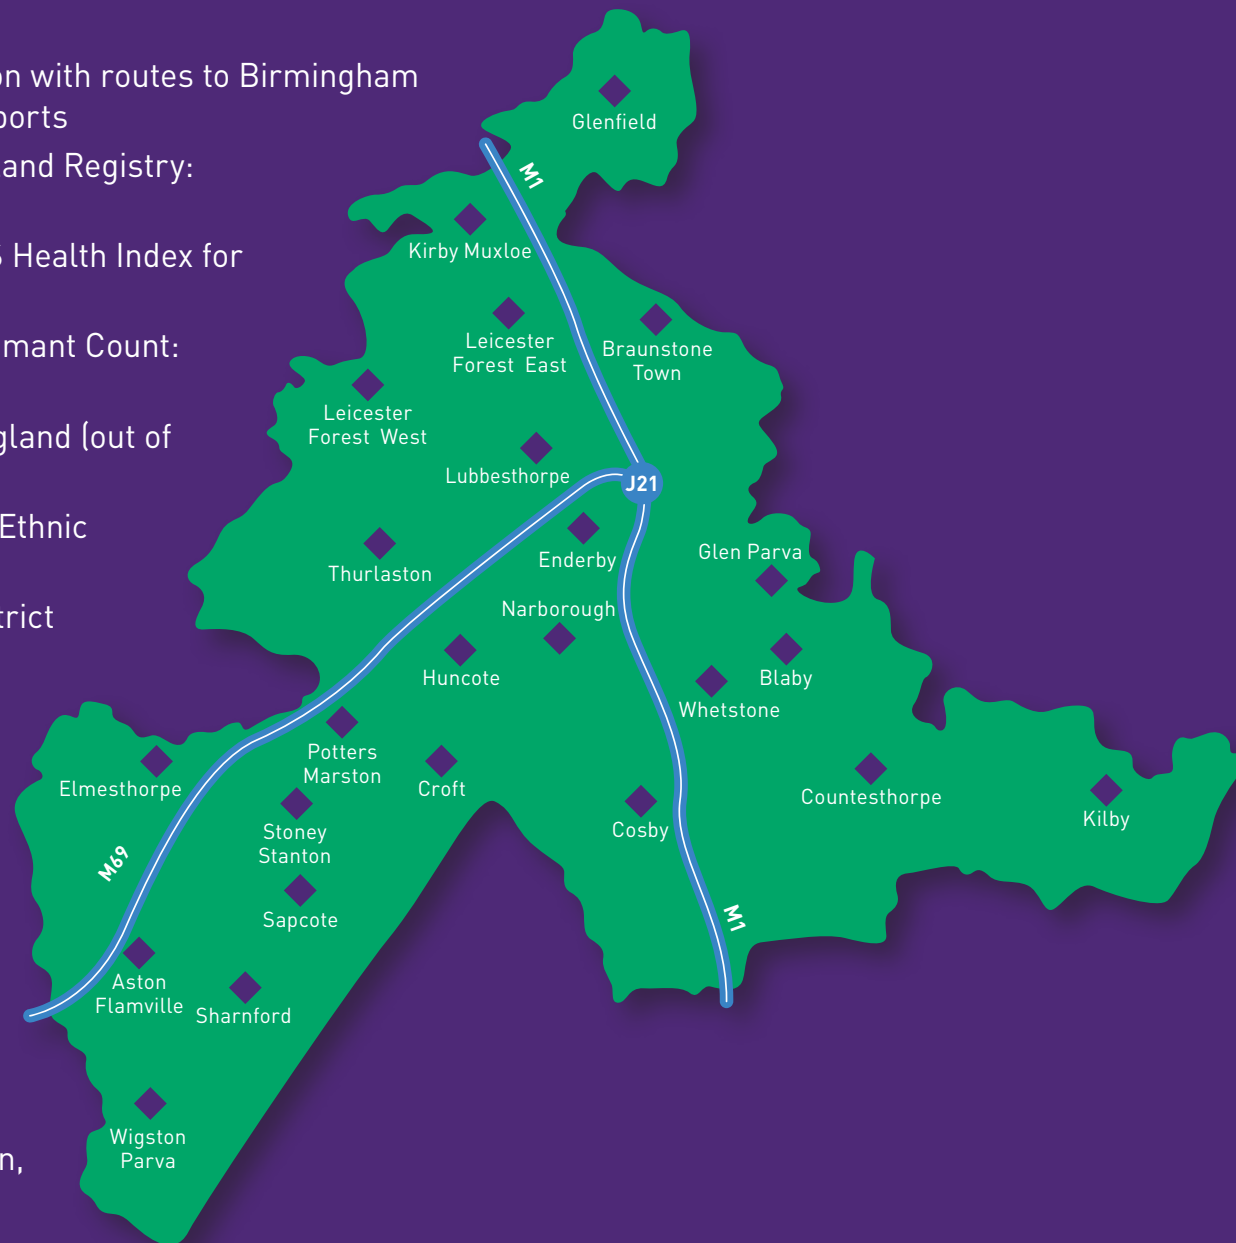 on with routes to Birmingham
ports
and Registry:
Health Index for
mant Count:
gland (out of
Ethnic
trict
n,
Glenfield
M1
Kirby Muxloe
Leicester
Forest East
Braunstone
Town
Leicester
Forest West
Lubbesthorpe
J21
Enderby
Glen Parva
Thurlaston
Narborough
Huncote
Blaby
Whetstone
Potters
Marston
Elmesthorpe
Croft
Countesthorpe
Kilby
Stoney
Stanton
Cosby
M69
Sapcote
M1
Aston
Flamville
Sharnford
Wigston
Parva